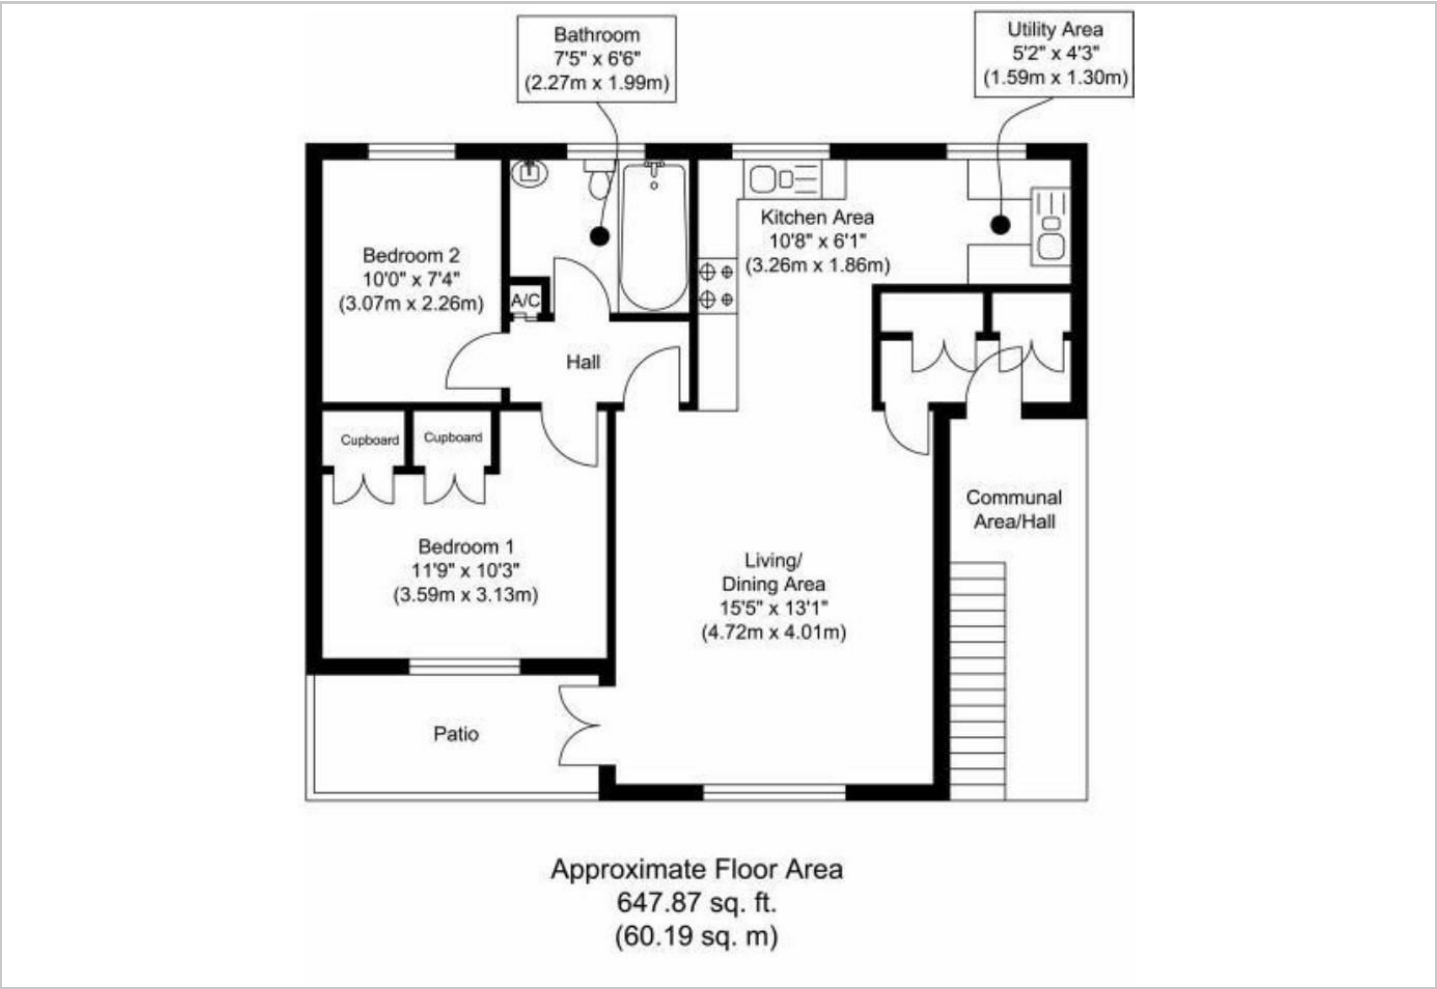 Bathroom
7'5" x 6'6"
(2.27m x 1.99m)
Utility Area
5'2" x 4'3"
(1.59m x 1.30m)
Kitchen Area
10'8" x 6'1"
(3.26m x 1.86m)
Bedroom 2
10'0" x 7'4"
(3.07m x 2.26m)
A/C
Hall
Cupboard
Cupboard
Communal
Area/Hall
Bedroom 1
11'9" x 10'3"
(3.59m x 3.13m)
Living/
Dining Area
15'5" x 13'1"
(4.72m x 4.01m)
Patio
Approximate Floor Area
647.87 sq. ft.
(60.19 sq. m)